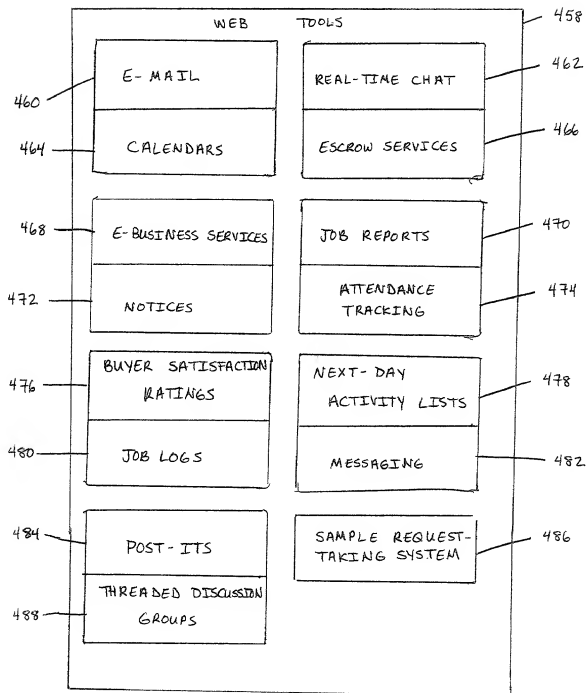 WEB TOOLS
458
E-MAIL
460
REAL-TIME CHAT
462
CALENDARS
464
ESCROW SERVICES
466
E-BUSINESS SERVICES
468
JOB REPORTS
470
NOTICES
472
ATTENDANCE
TRACKING
474
BUYER SATISFACTION
RATINGS
476
NEXT-DAY
ACTIVITY LISTS
478
JOB LOGS
480
MESSAGING
482
POST-ITS
484
SAMPLE REQUEST-
TAKING SYSTEM
486
THREADED DISCUSSION
GROUPS
488